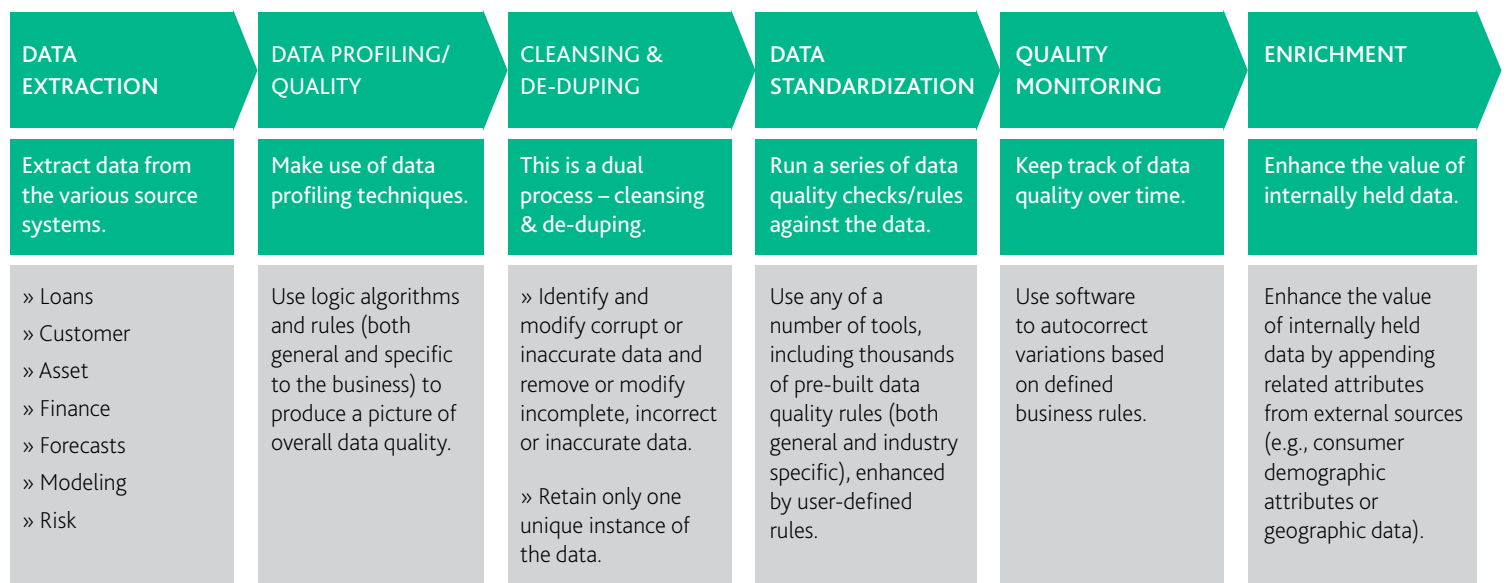 DATA
EXTRACTION
DATA PROFILING/
QUALITY
CLEANSING &
DE-DUPING
DATA
STANDARDIZATION
QUALITY
MONITORING
ENRICHMENT
Extract data from
the various source
systems.
Make use of data
profiling techniques.
This is a dual
process – cleansing
& de-duping.
Run a series of data
quality checks/rules
against the data.
Keep track of data
quality over time.
Enhance the value of
internally held data.
» Loans
» Customer
» Asset
» Finance
» Forecasts
» Modeling
» Risk
Use logic algorithms
and rules (both
general and specific
to the business) to
produce a picture of
overall data quality.
» Identify and
modify corrupt or
inaccurate data and
remove or modify
incomplete, incorrect
or inaccurate data.
» Retain only one
unique instance of
the data.
Use any of a
number of tools,
including thousands
of pre-built data
quality rules (both
general and industry
specific), enhanced
by user-defined
rules.
Use software
to autocorrect
variations based
on defined
business rules.
Enhance the value
of internally held
data by appending
related attributes
from external sources
(e.g., consumer
demographic
attributes or
geographic data).